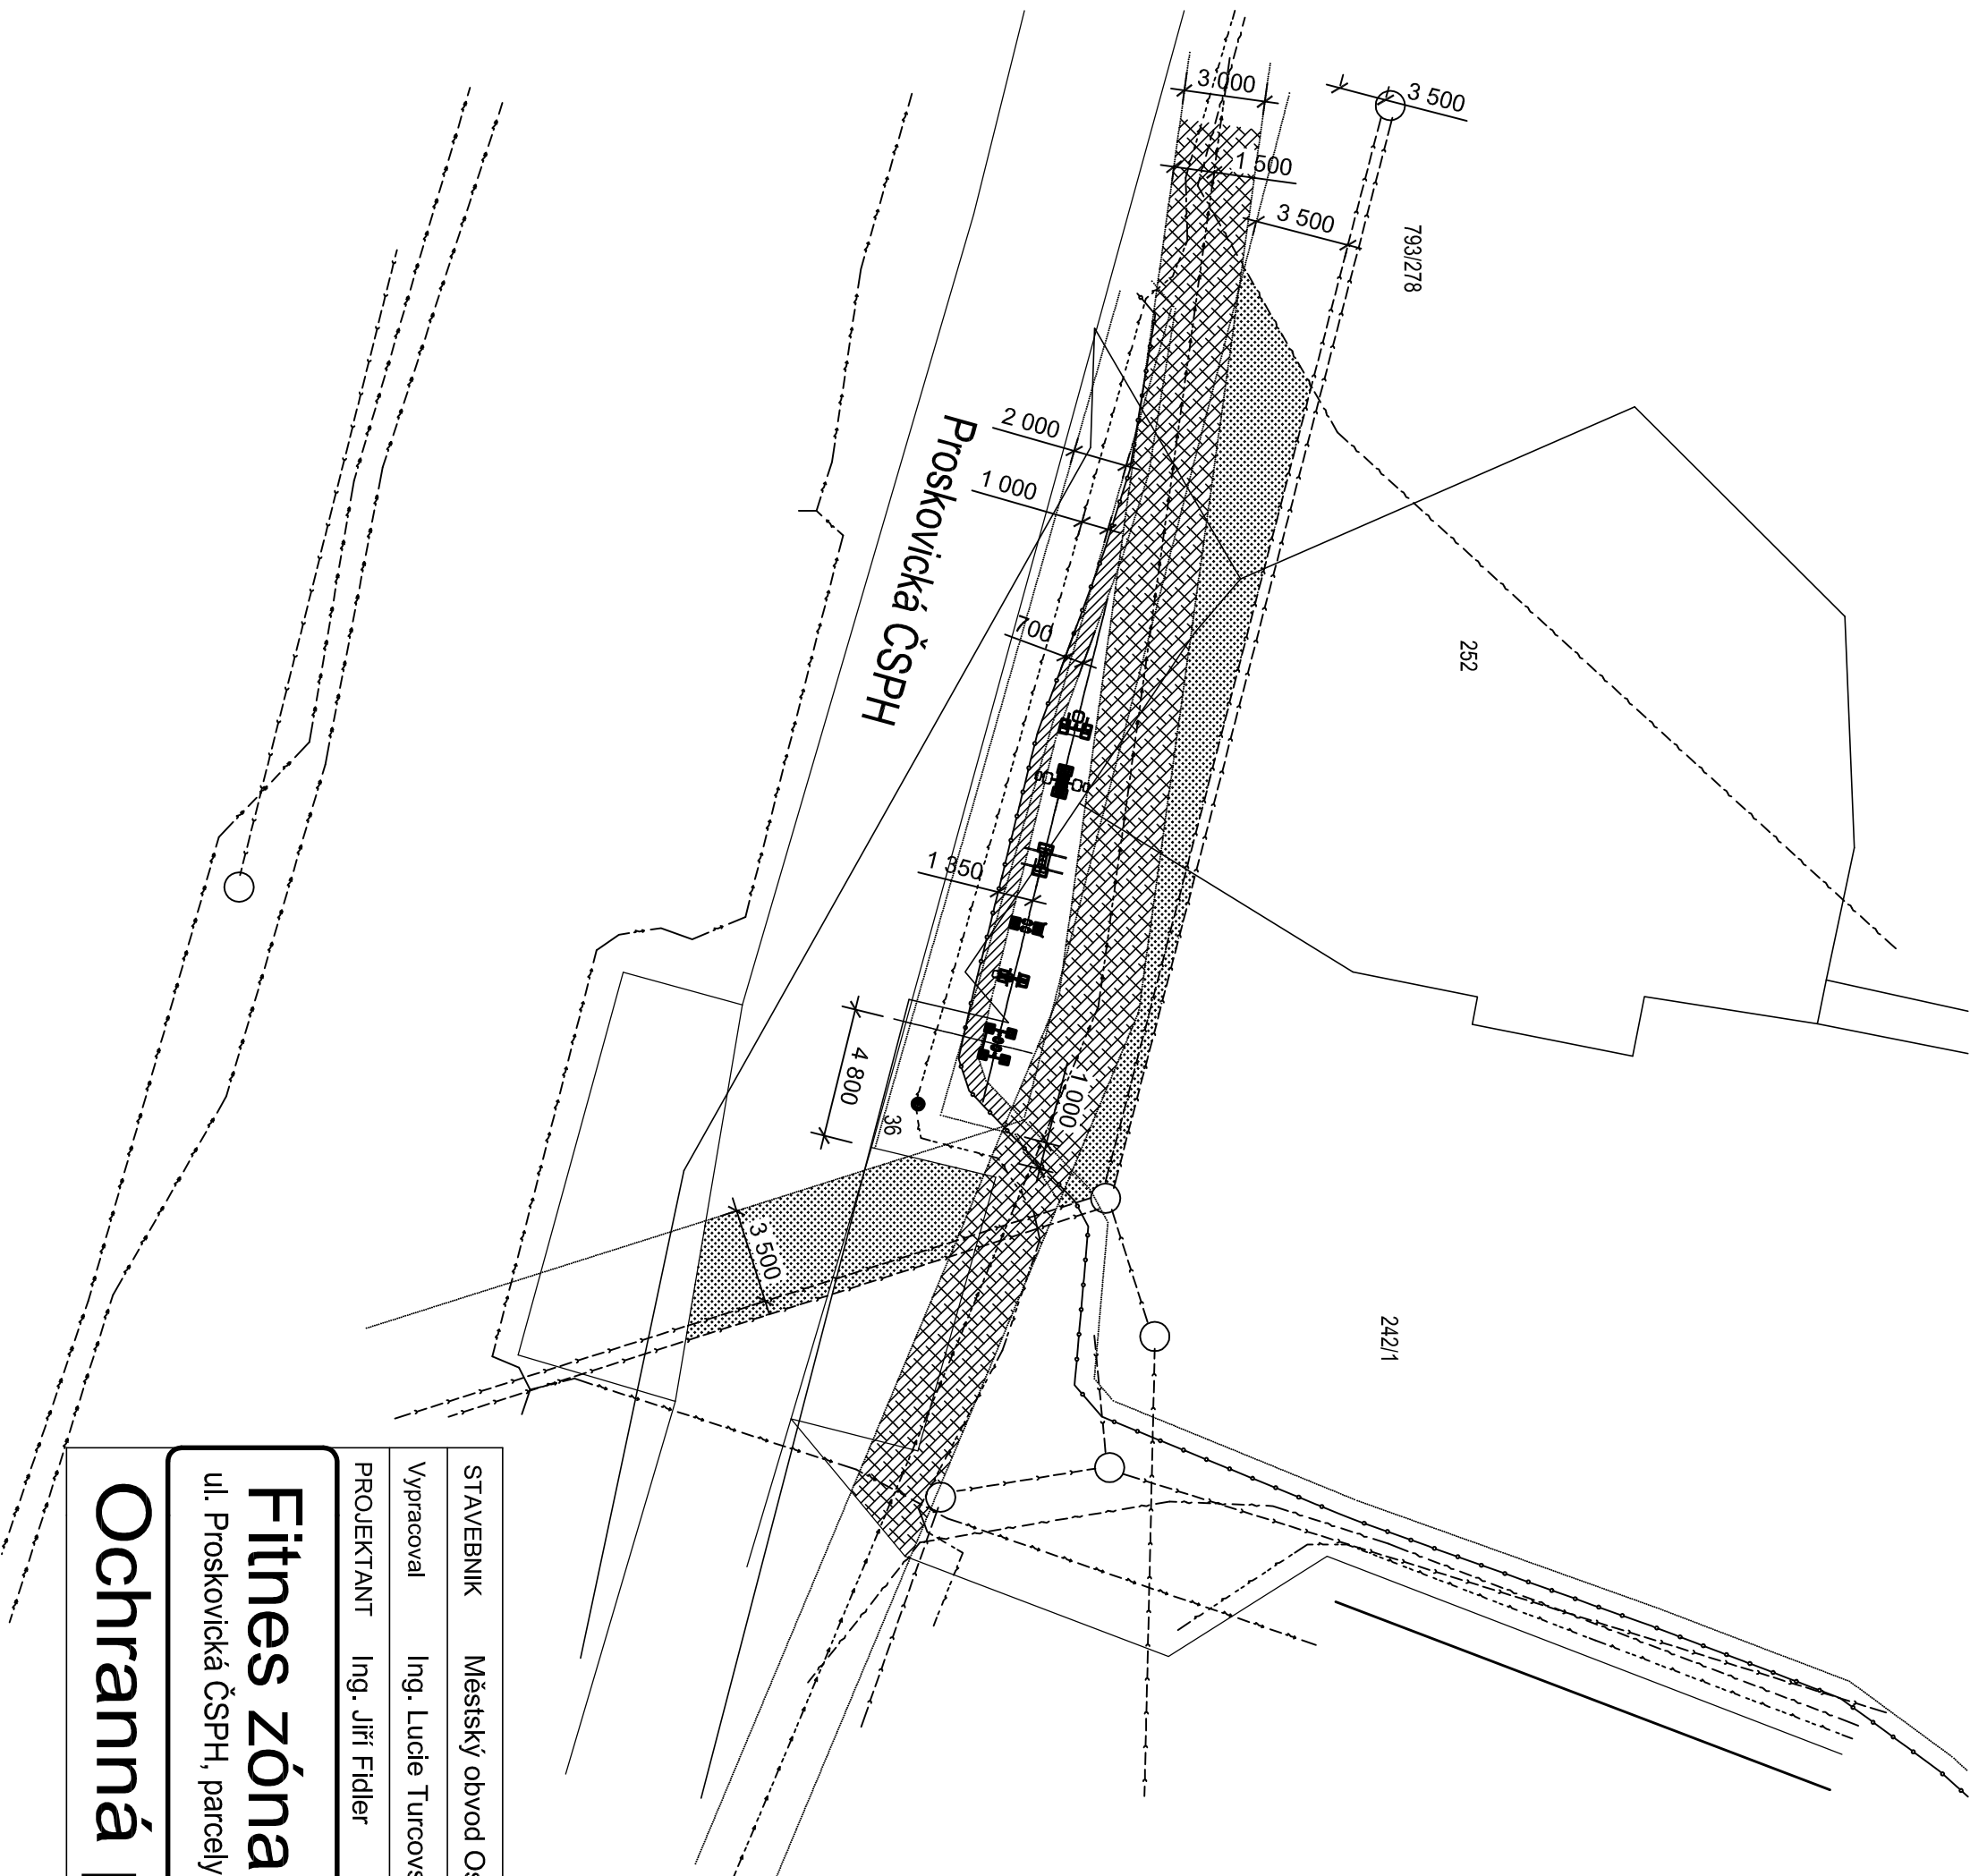 3 000
3 500
1 500
3 500
793/278
2 000
1 000
Proskovická ČSPH
700
252
1 350
4 800
1 000
36
3 500
242/1
STAVEBNIK Městský obvod
Vypracoval Ing. Lucie
PROJEKTANT Ing. Jiří Fidler
Fitnes zóna
ul. Proskovická ČSPH, parcely
Ochranná